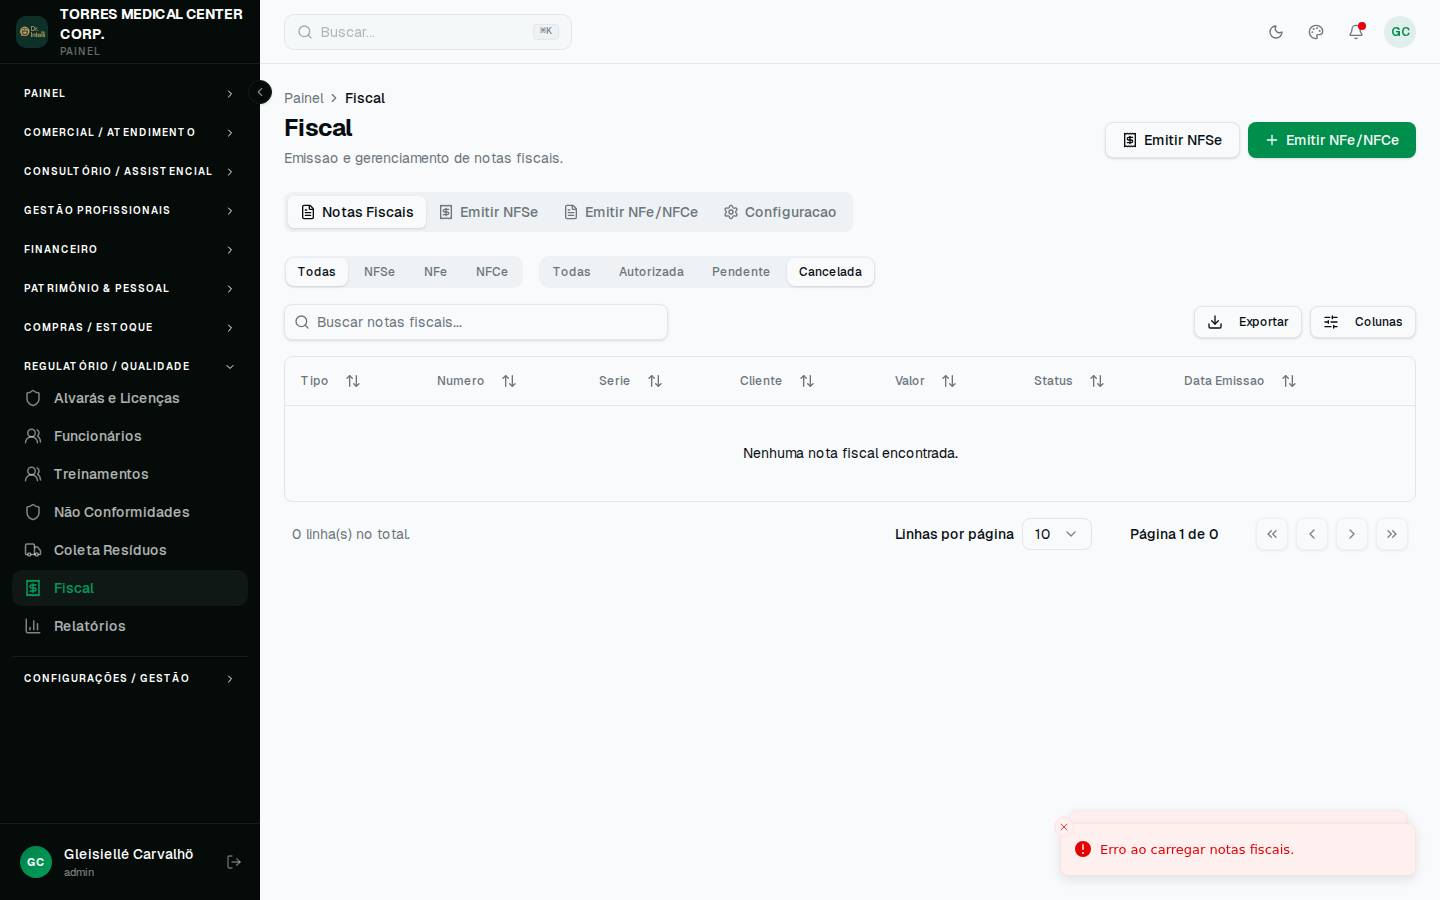 TORRES MEDICAL CENTER CORP.
PAINEL
Dr. Intelli
PAINEL
COMERCIAL / ATENDIMENTO
CONSULTÓRIO / ASSISTENCIAL
GESTÃO PROFISSIONAIS
FINANCEIRO
PATRIMÔNIO & PESSOAL
COMPRAS / ESTOQUE
REGULATÓRIO / QUALIDADE
Alvarás e Licenças
Funcionários
Treinamentos
Não Conformidades
Coleta Resíduos
Fiscal
Relatórios
CONFIGURAÇÕES / GESTÃO
GC
Gleisiellé Carvalhö
admin
Buscar...
⌘K
GC
Painel
Fiscal
Fiscal
Emissao e gerenciamento de notas fiscais.
Emitir NFSe
Emitir NFe/NFCe
Notas Fiscais
Emitir NFSe
Emitir NFe/NFCe
Configuracao
Todas
NFSe
NFe
NFCe
Todas
Autorizada
Pendente
Cancelada
Buscar notas fiscais...
Exportar
Colunas
Tipo
Numero
Serie
Cliente
Valor
Status
Data Emissao
Nenhuma nota fiscal encontrada.
0 linha(s) no total.
Linhas por página
10
Página 1 de 0
Erro ao carregar notas fiscais.